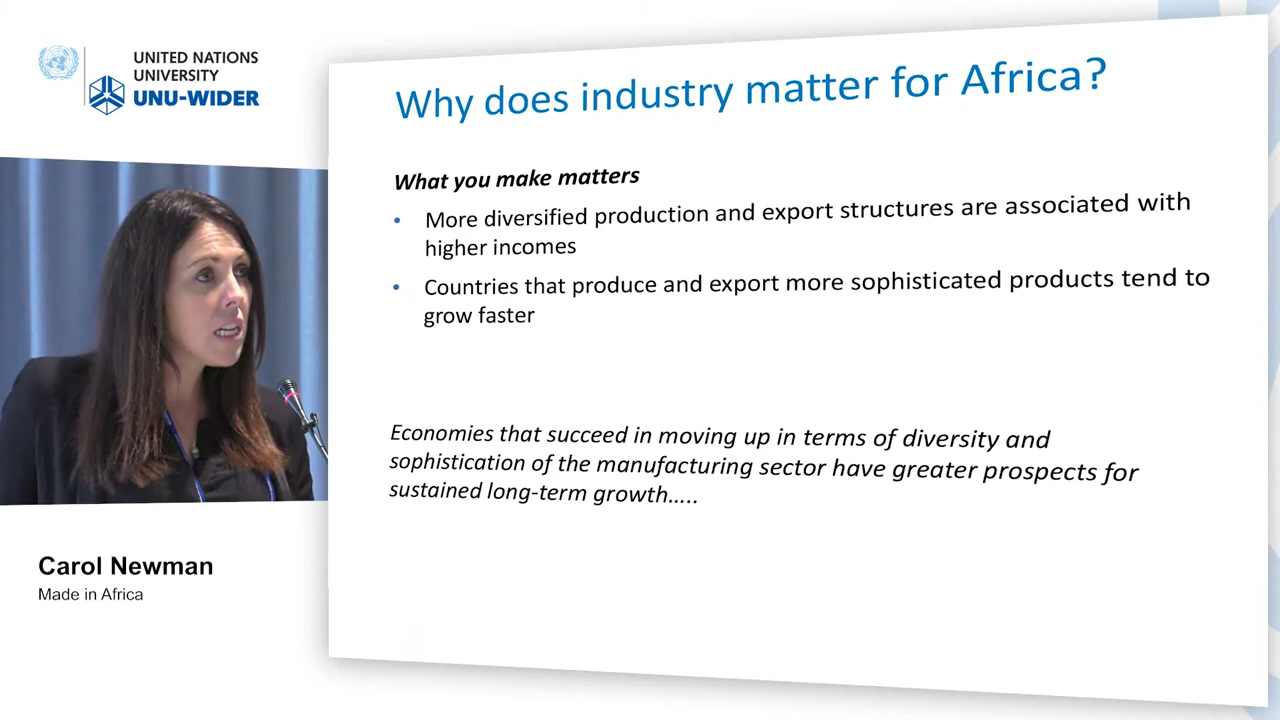 UNITED NATIONS
UNIVERSITY
UNU-WIDER
Why does industry matter for Africa?
What you make matters
• More diversified production and export structures are associated with
higher incomes
• Countries that produce and export more sophisticated products tend to
grow faster
Economies that succeed in moving up in terms of diversity and
sophistication of the manufacturing sector have greater prospects for
sustained long-term growth…..
Carol Newman
Made in Africa